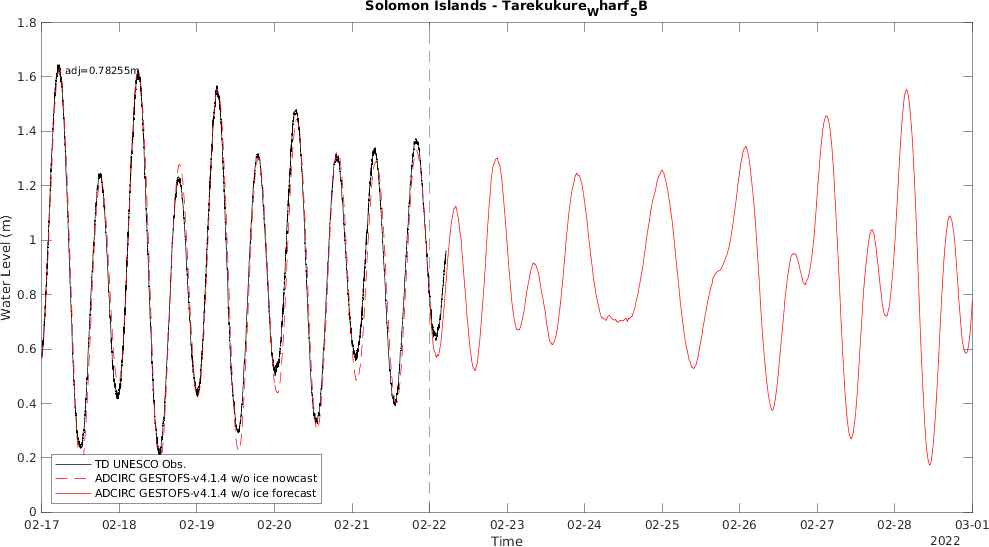 Solomon Islands - TarekukureWharfSB
1.8
1.6
1.4
1.2
1
0.8
0.6
0.4
0.2
0
Water Level (m)
adj=0.78255m
TD UNESCO Obs.
ADCIRC GESTOFS-v4.1.4 w/o ice nowcast
ADCIRC GESTOFS-v4.1.4 w/o ice forecast
02-17 02-18 02-19 02-20 02-21 02-22 02-23 02-24 02-25 02-26 02-27 02-28 03-01
Time
2022